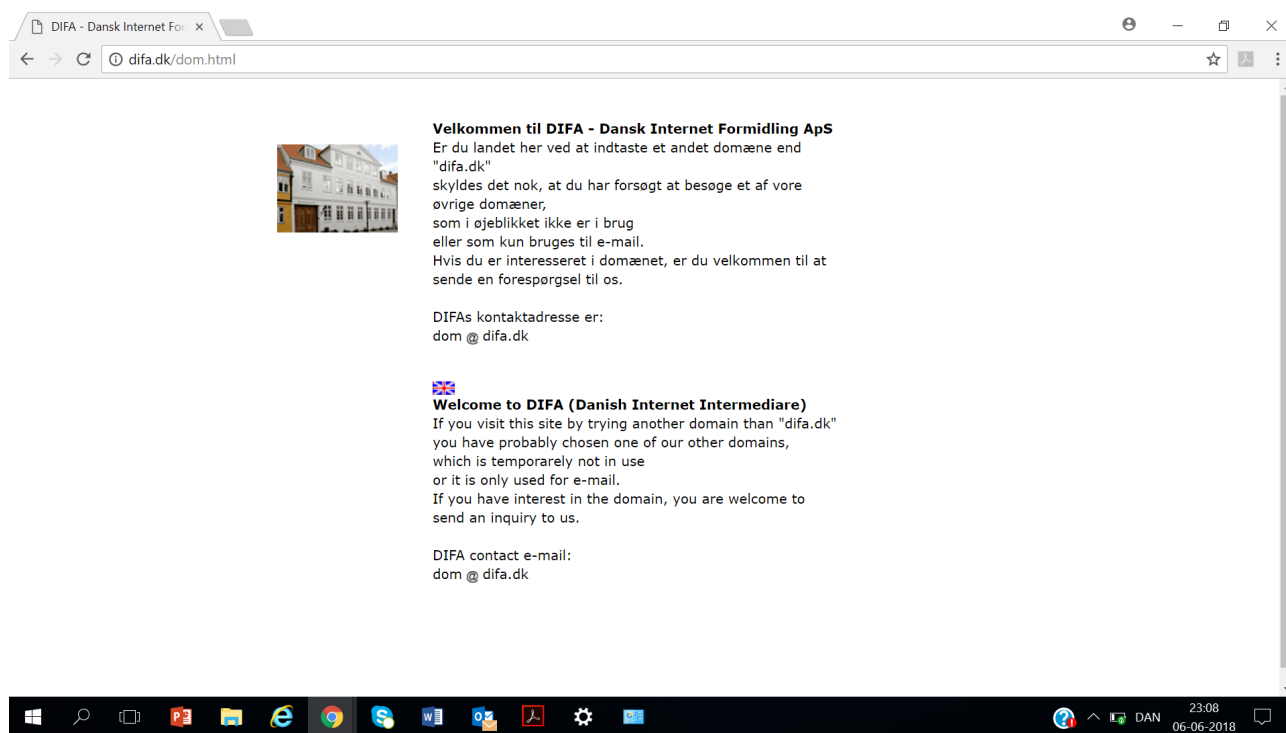 DIFA - Dansk Internet For
difa.dk/dom.html
Velkommen til DIFA - Dansk Internet Formidling ApS
Er du landet her ved at indtaste et andet domæne end
"difa.dk"
skyldes det nok, at du har forsøgt at besøge et af vore
øvrige domæner,
som i øjeblikket ikke er i brug
eller som kun bruges til e-mail.
Hvis du er interesseret i domænet, er du velkommen til at
sende en forespørgsel til os.
DIFAs kontaktadresse er:
dom @ difa.dk
Welcome to DIFA (Danish Internet Intermediare)
If you visit this site by trying another domain than "difa.dk"
you have probably chosen one of our other domains,
which is temporarely not in use
or it is only used for e-mail.
If you have interest in the domain, you are welcome to
send an inquiry to us.
DIFA contact e-mail:
dom @ difa.dk
DAN
23:08
06-06-2018